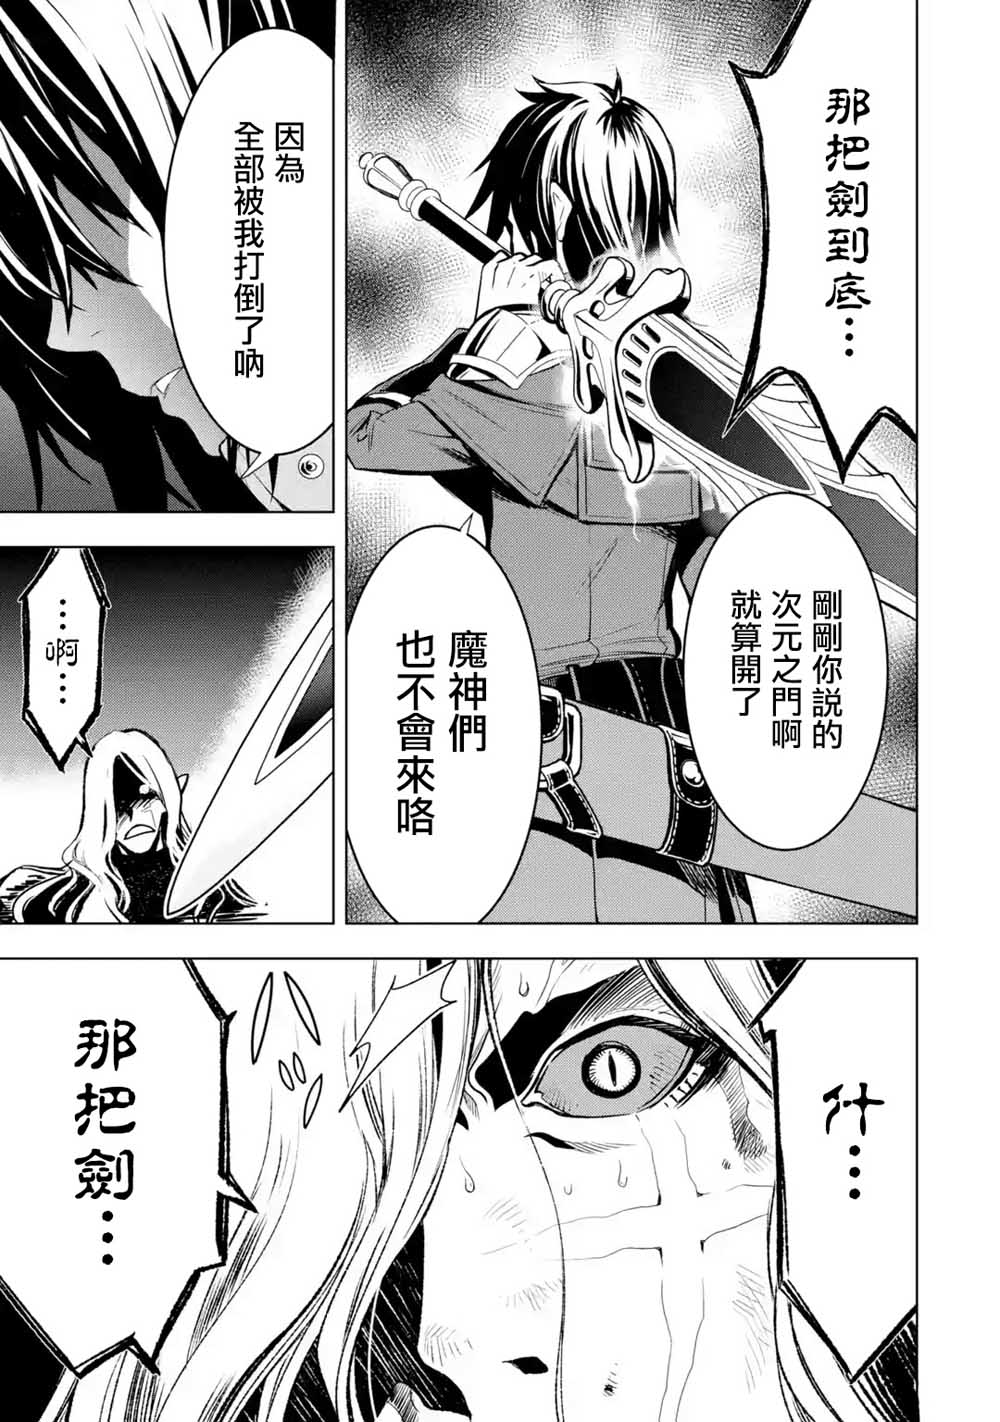 那把劍到底…
剛剛你説的
次元之門啊
就算開了
魔神們
也不會來咯
因為
全部被我打倒了吶
…啊…
什…
那把劍…